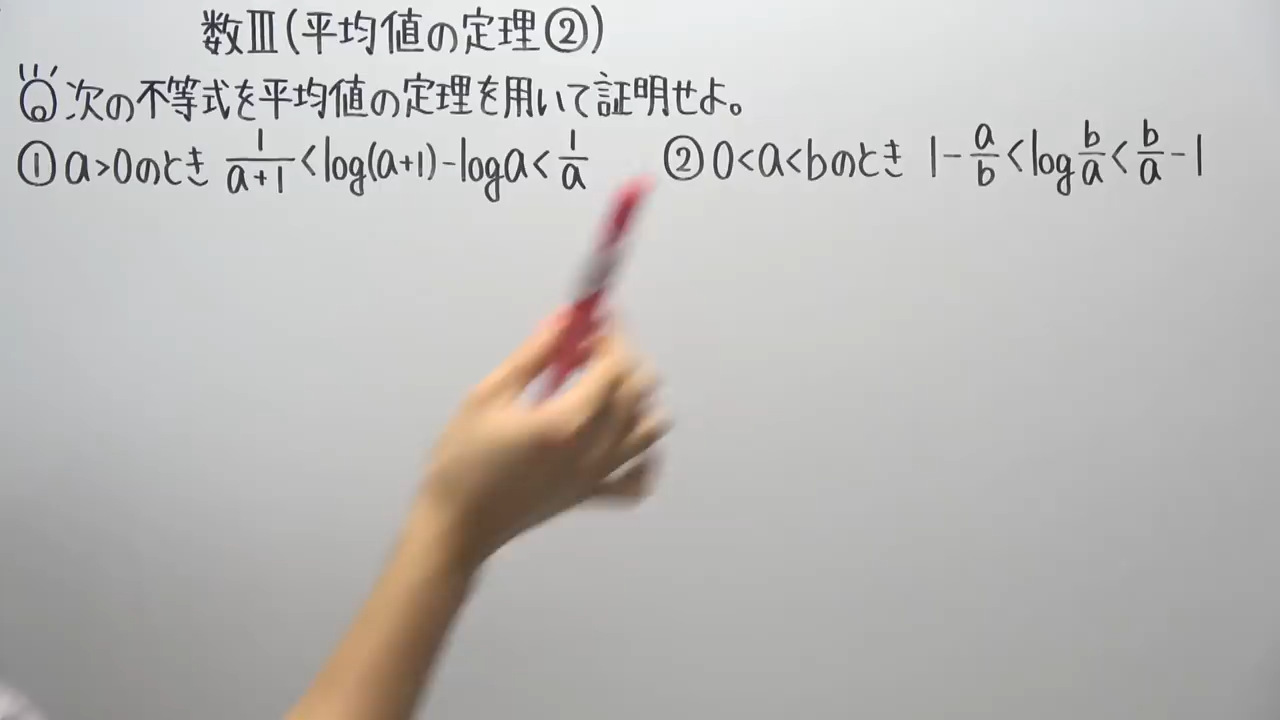 数Ⅲ(平均値の定理②)
次の不等式を平均値の定理を用いて証明せよ。
① a>0のとき 1/(a+1) < log(a+1) - log a < 1/a ② 0<a<bのとき 1 - a/b < log b/a < b/a - 1